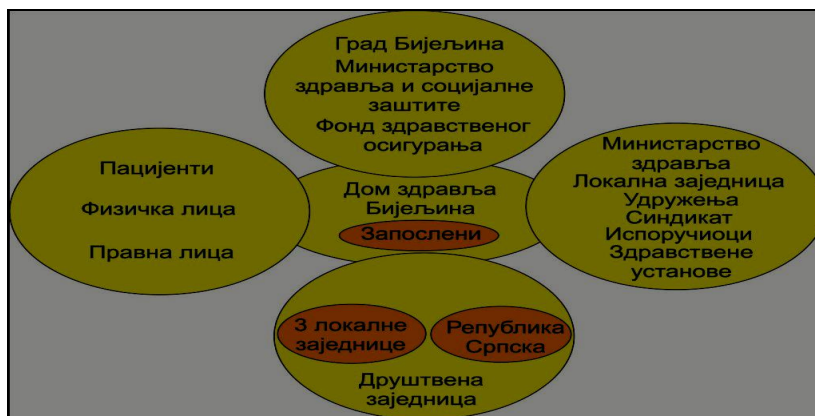 Град Бијељина
Министарство
здравља и социјалне
заштите
Фонд здравственог
осигурања
Пацијенти
Физичка лица
Правна лица
Дом здравља
Бијељина
Запослени
Министарство
здравља
Локална заједница
Удружења
Синдикат
Испоручиоци
Здравствене
установе
3 локалне
заједнице
Република
Српска
Друштвена
заједница